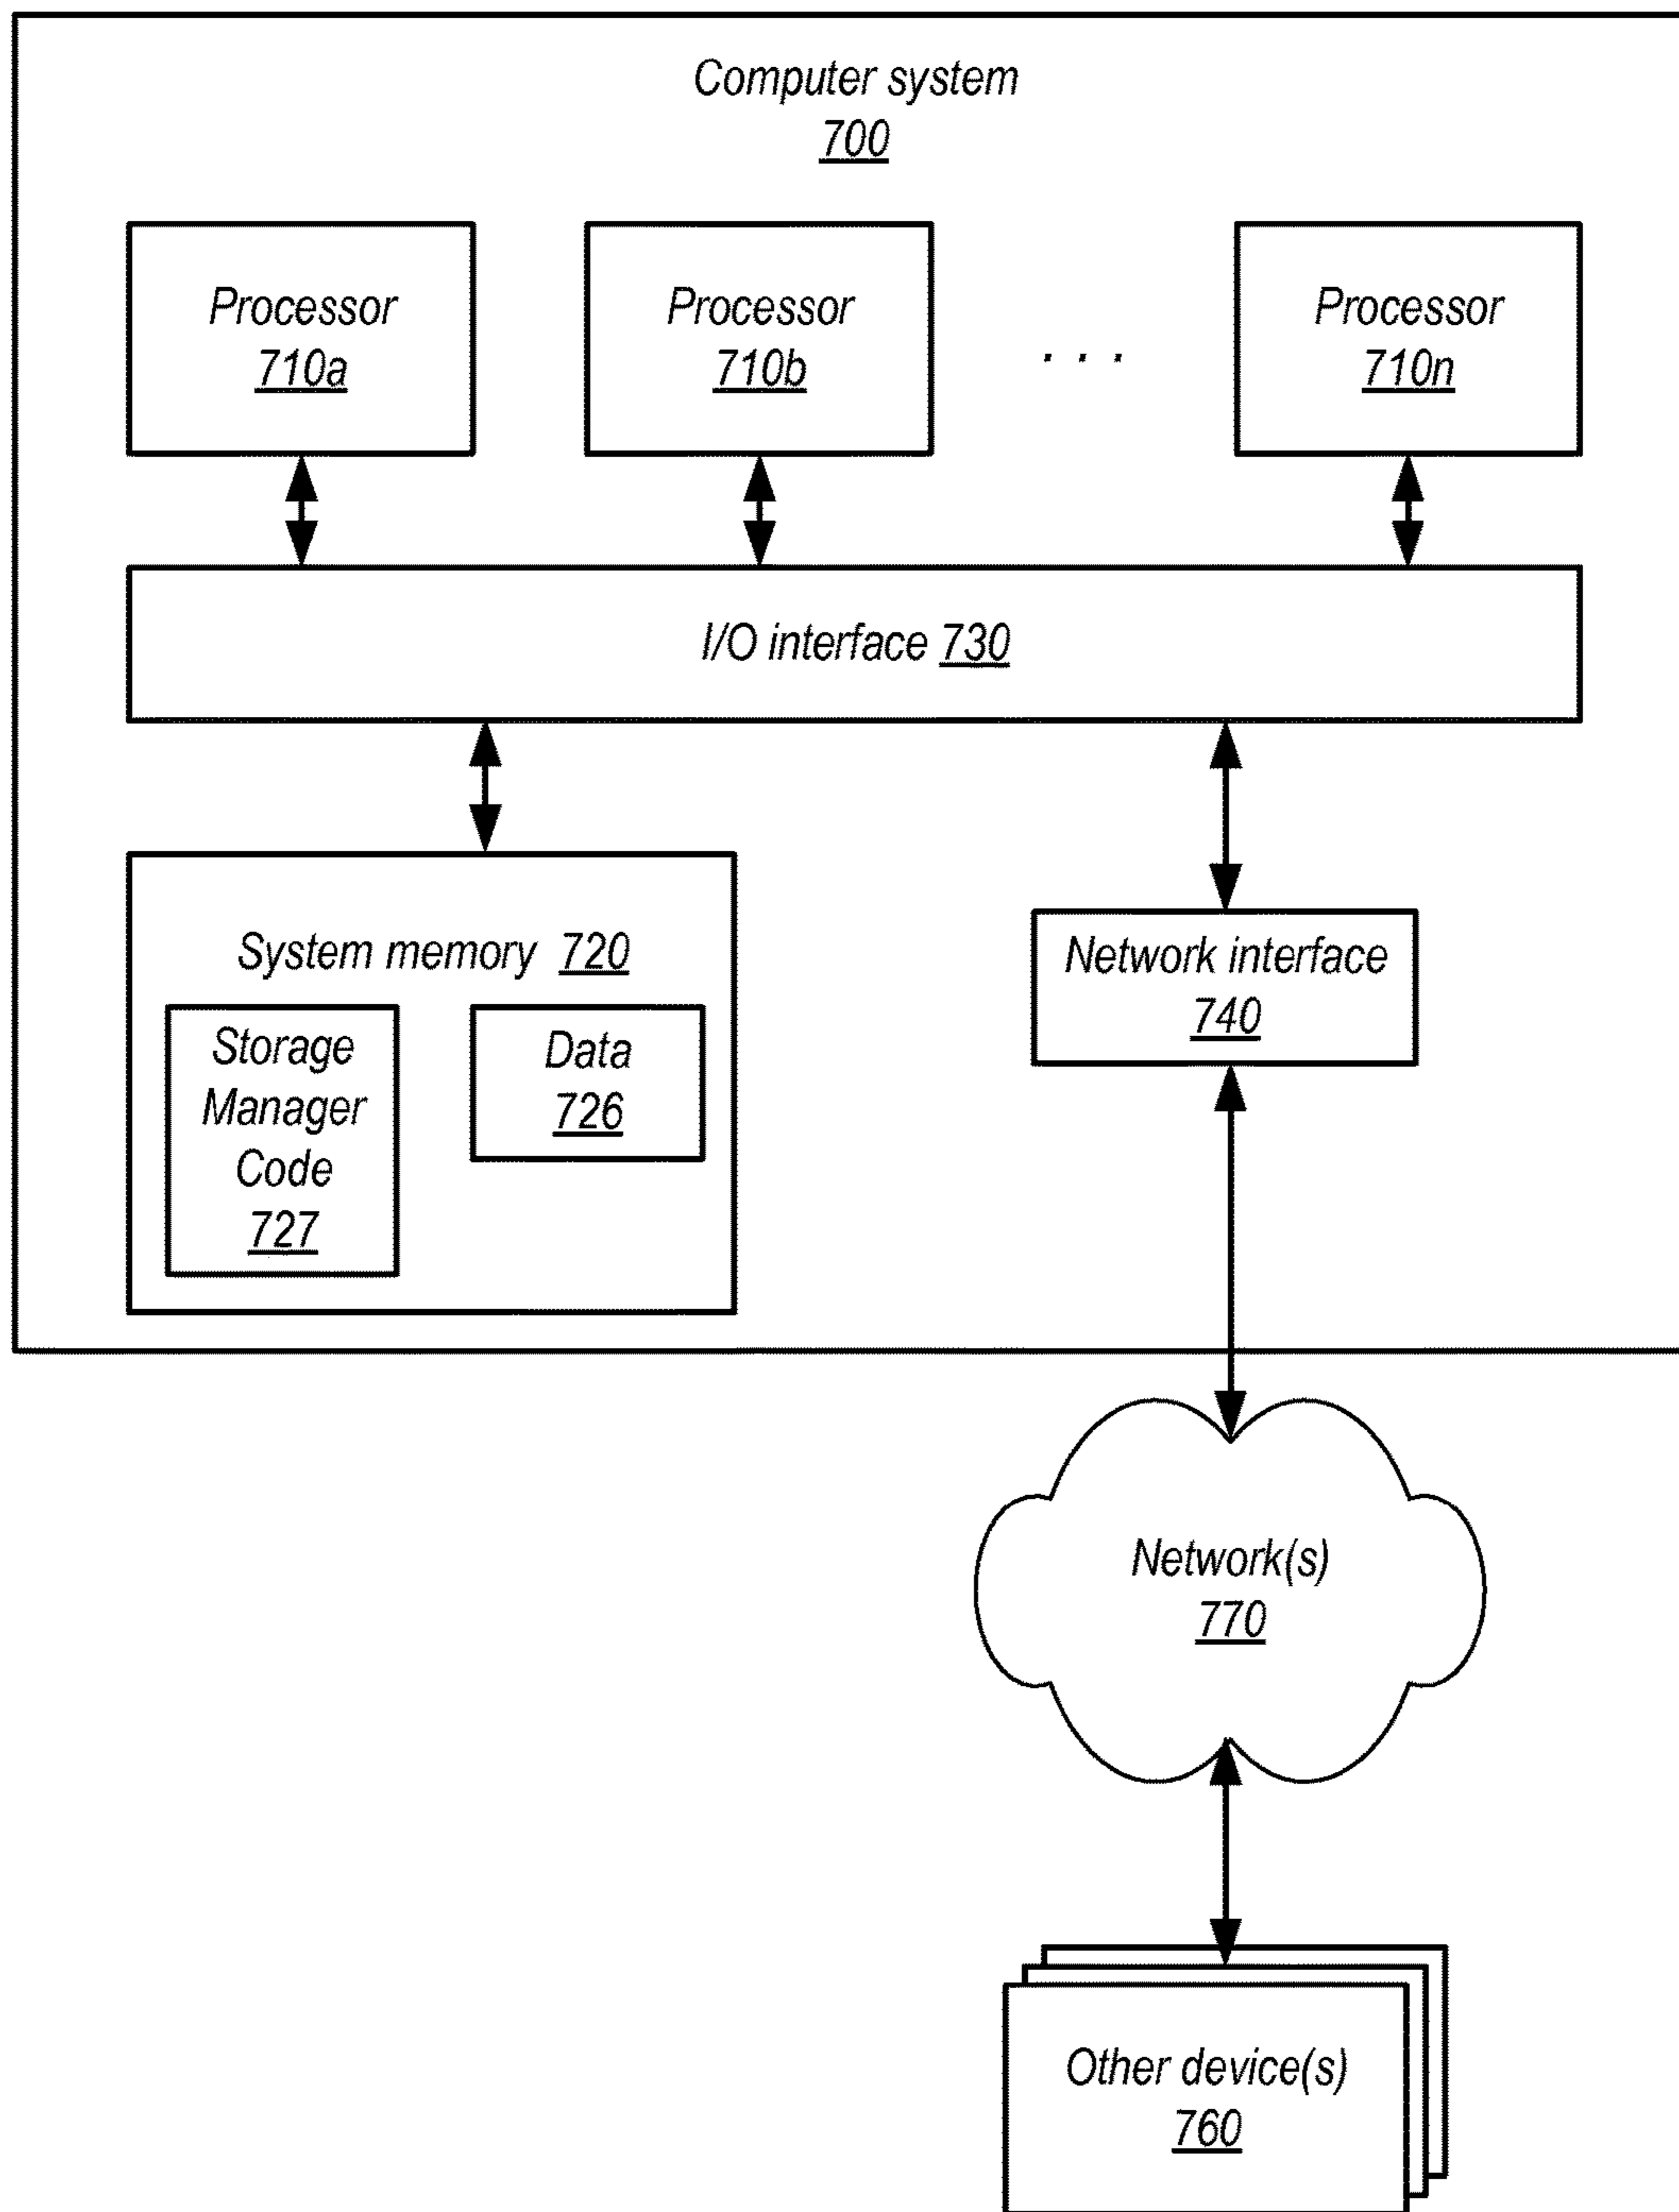 Computer system
700
Processor
710a
Processor
710b
. . .
Processor
710n
I/O interface 730
System memory 720
Storage
Manager
Code
727
Data
726
Network interface
740
Network(s)
770
Other device(s)
760